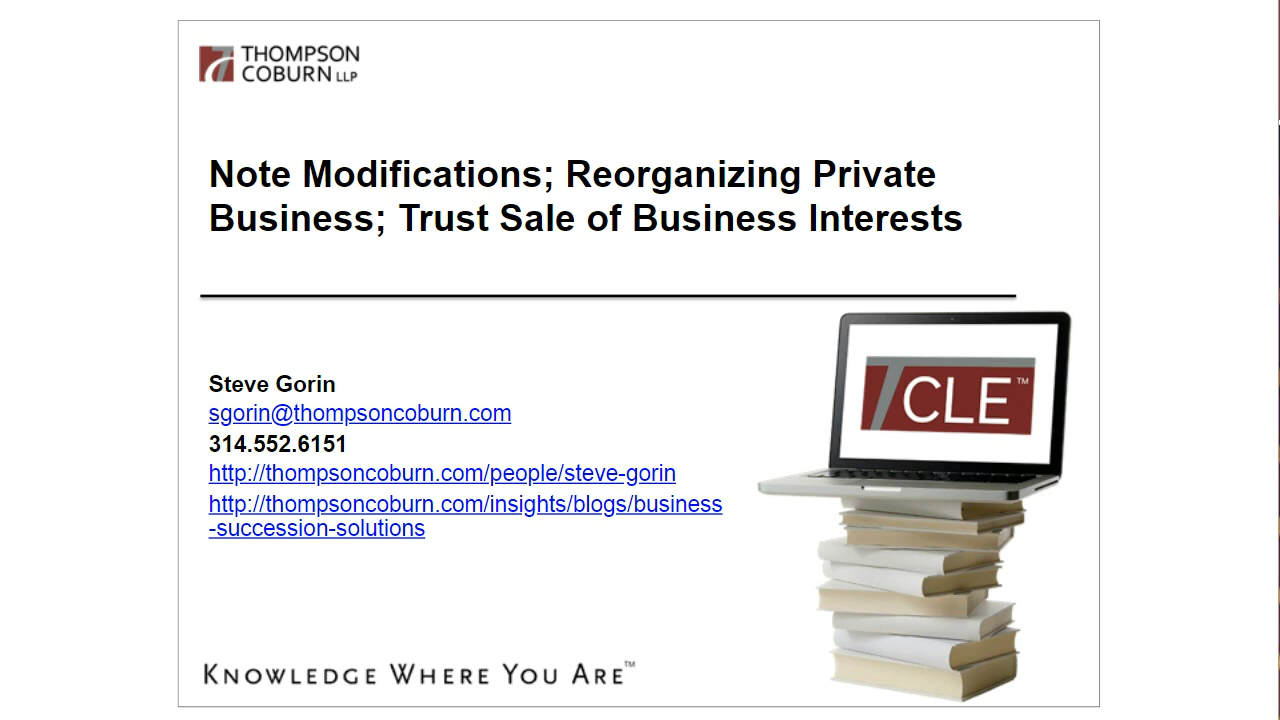 THOMPSON
COBURN LLP
Note Modifications; Reorganizing Private
Business; Trust Sale of Business Interests
Steve Gorin
sgorin@thompsoncoburn.com
314.552.6151
http://thompsoncoburn.com/people/steve-gorin
http://thompsoncoburn.com/insights/blogs/business
-succession-solutions
CLE™
KNOWLEDGE WHERE YOU ARE™